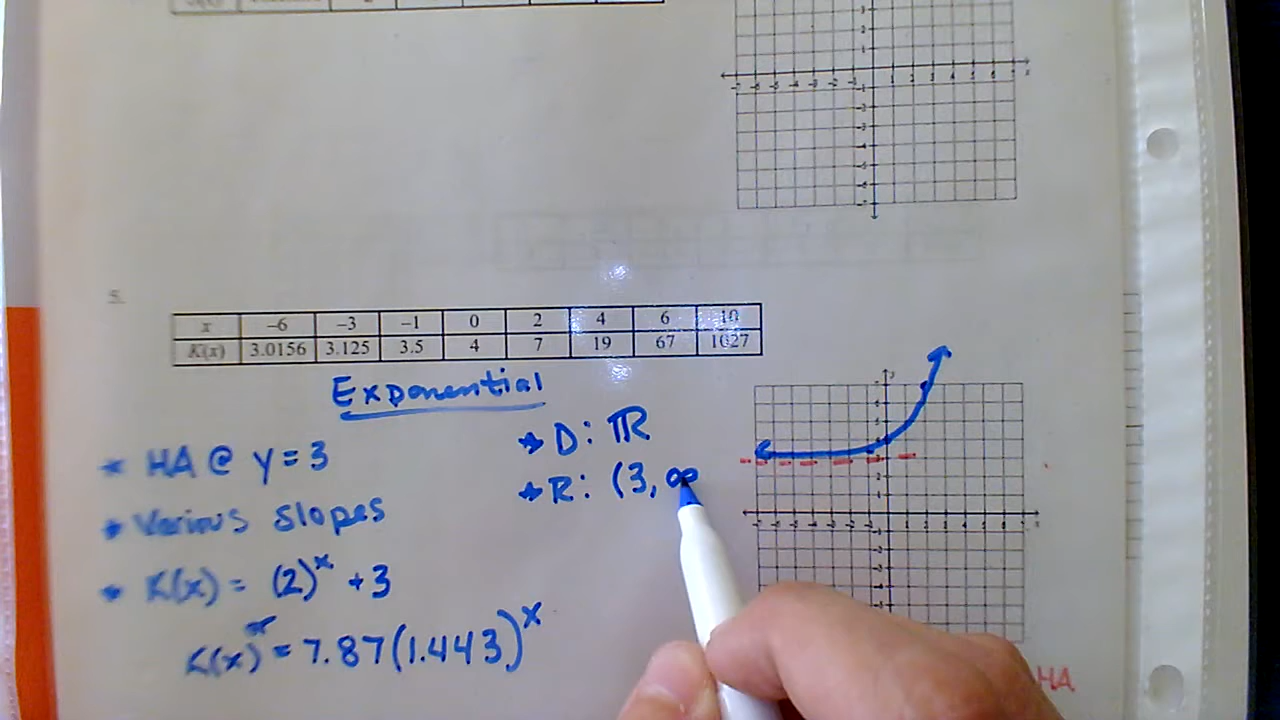 5.
x -6 -3 -1 0 2 4 6 10
K(x) 3.0156 3.125 3.5 4 7 19 67 1027
Exponential
* HA @ y = 3
* Various slopes
* K(x) = (2)^x + 3
or
K(x) = 7.87(1.443)^x
* D: ℝ
* R: (3, ∞
y
x
HA